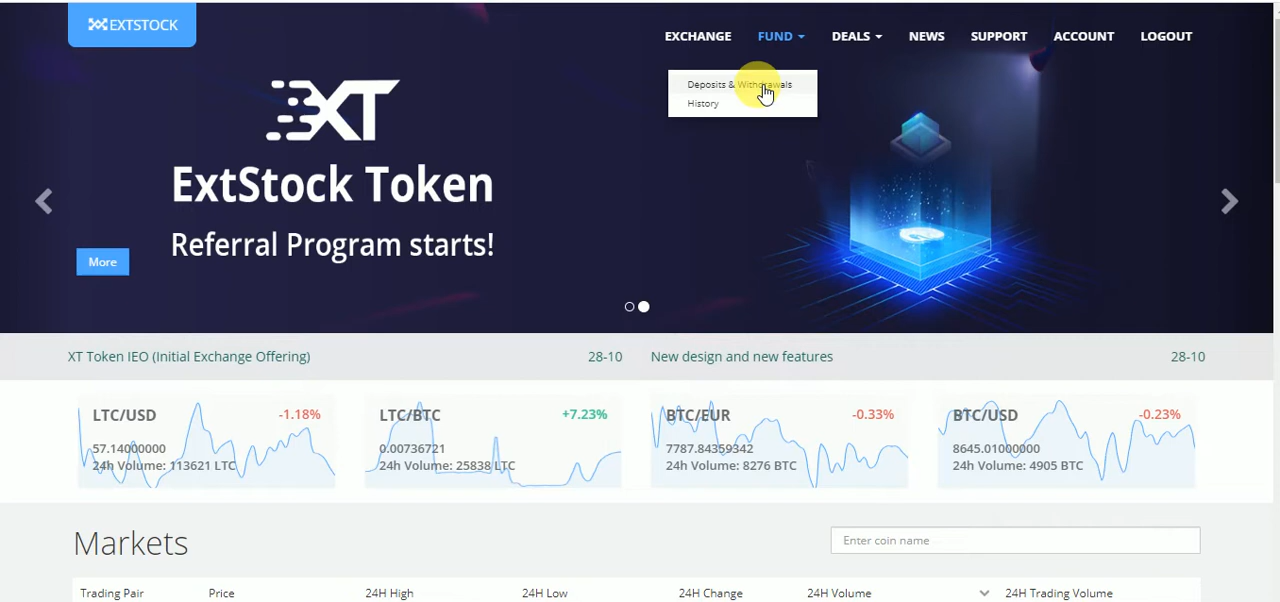 EXTSTOCK
EXCHANGE FUND DEALS NEWS SUPPORT ACCOUNT LOGOUT
Deposits & Withdrawals
History
XT
ExtStock Token
Referral Program starts!
More
XT Token IEO (Initial Exchange Offering) 28-10 New design and new features 28-10
LTC/USD -1.18% LTC/BTC +7.23% BTC/EUR -0.33% BTC/USD -0.23%
57.14000000 0.00736721 7787.84359342 8645.01000000
24h Volume: 113621 LTC 24h Volume: 25838 LTC 24h Volume: 8276 BTC 24h Volume: 4905 BTC
Markets
Enter coin name
Trading Pair Price 24H High 24H Low 24H Change 24H Volume 24H Trading Volume